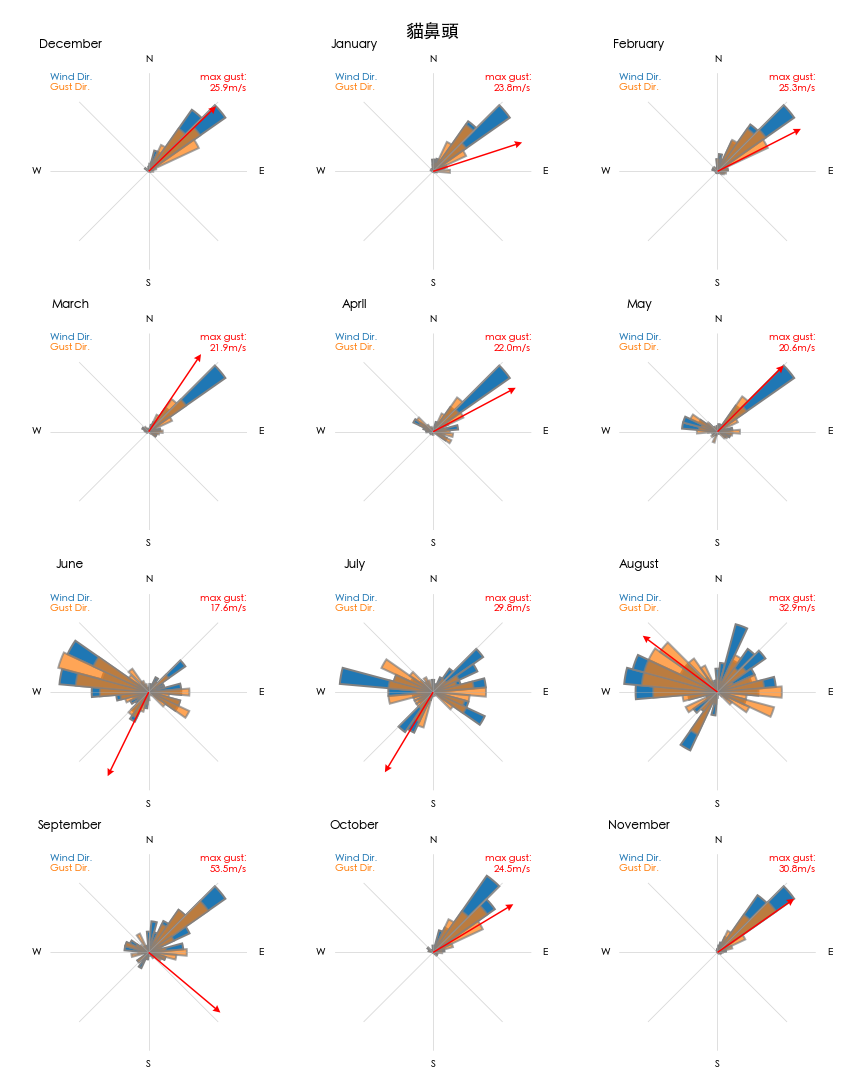 貓鼻頭
December
N
Wind Dir.
Gust Dir.
max gust:
25.9m/s
W
E
S
January
N
Wind Dir.
Gust Dir.
max gust:
23.8m/s
W
E
S
February
N
Wind Dir.
Gust Dir.
max gust:
25.3m/s
W
E
S
March
N
Wind Dir.
Gust Dir.
max gust:
21.9m/s
W
E
S
April
N
Wind Dir.
Gust Dir.
max gust:
22.0m/s
W
E
S
May
N
Wind Dir.
Gust Dir.
max gust:
20.6m/s
W
E
S
June
N
Wind Dir.
Gust Dir.
max gust:
17.6m/s
W
E
S
July
N
Wind Dir.
Gust Dir.
max gust:
29.8m/s
W
E
S
August
N
Wind Dir.
Gust Dir.
max gust:
32.9m/s
W
E
S
September
N
Wind Dir.
Gust Dir.
max gust:
53.5m/s
W
E
S
October
N
Wind Dir.
Gust Dir.
max gust:
24.5m/s
W
E
S
November
N
Wind Dir.
Gust Dir.
max gust:
30.8m/s
W
E
S